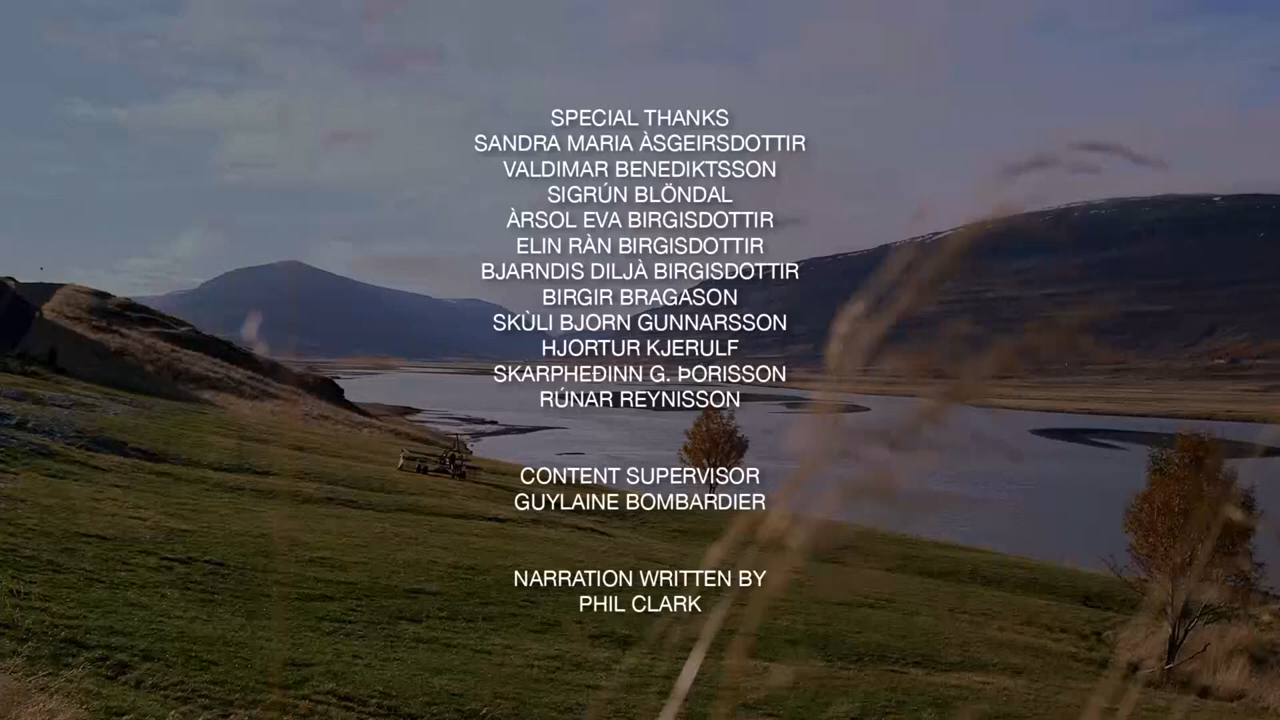 SPECIAL THANKS
SANDRA MARIA ÀSGEIRSDOTTIR
VALDIMAR BENEDIKTSSON
SIGRÚN BLÖNDAL
ÀRSOL EVA BIRGISDOTTIR
ELIN RÀN BIRGISDOTTIR
BJARNDIS DILJÀ BIRGISDOTTIR
BIRGIR BRAGASON
SKÙLI BJORN GUNNARSSON
HJORTUR KJERULF
SKARPHEÐINN G. ÞORISSON
RÚNAR REYNISSON
CONTENT SUPERVISOR
GUYLAINE BOMBARDIER
NARRATION WRITTEN BY
PHIL CLARK